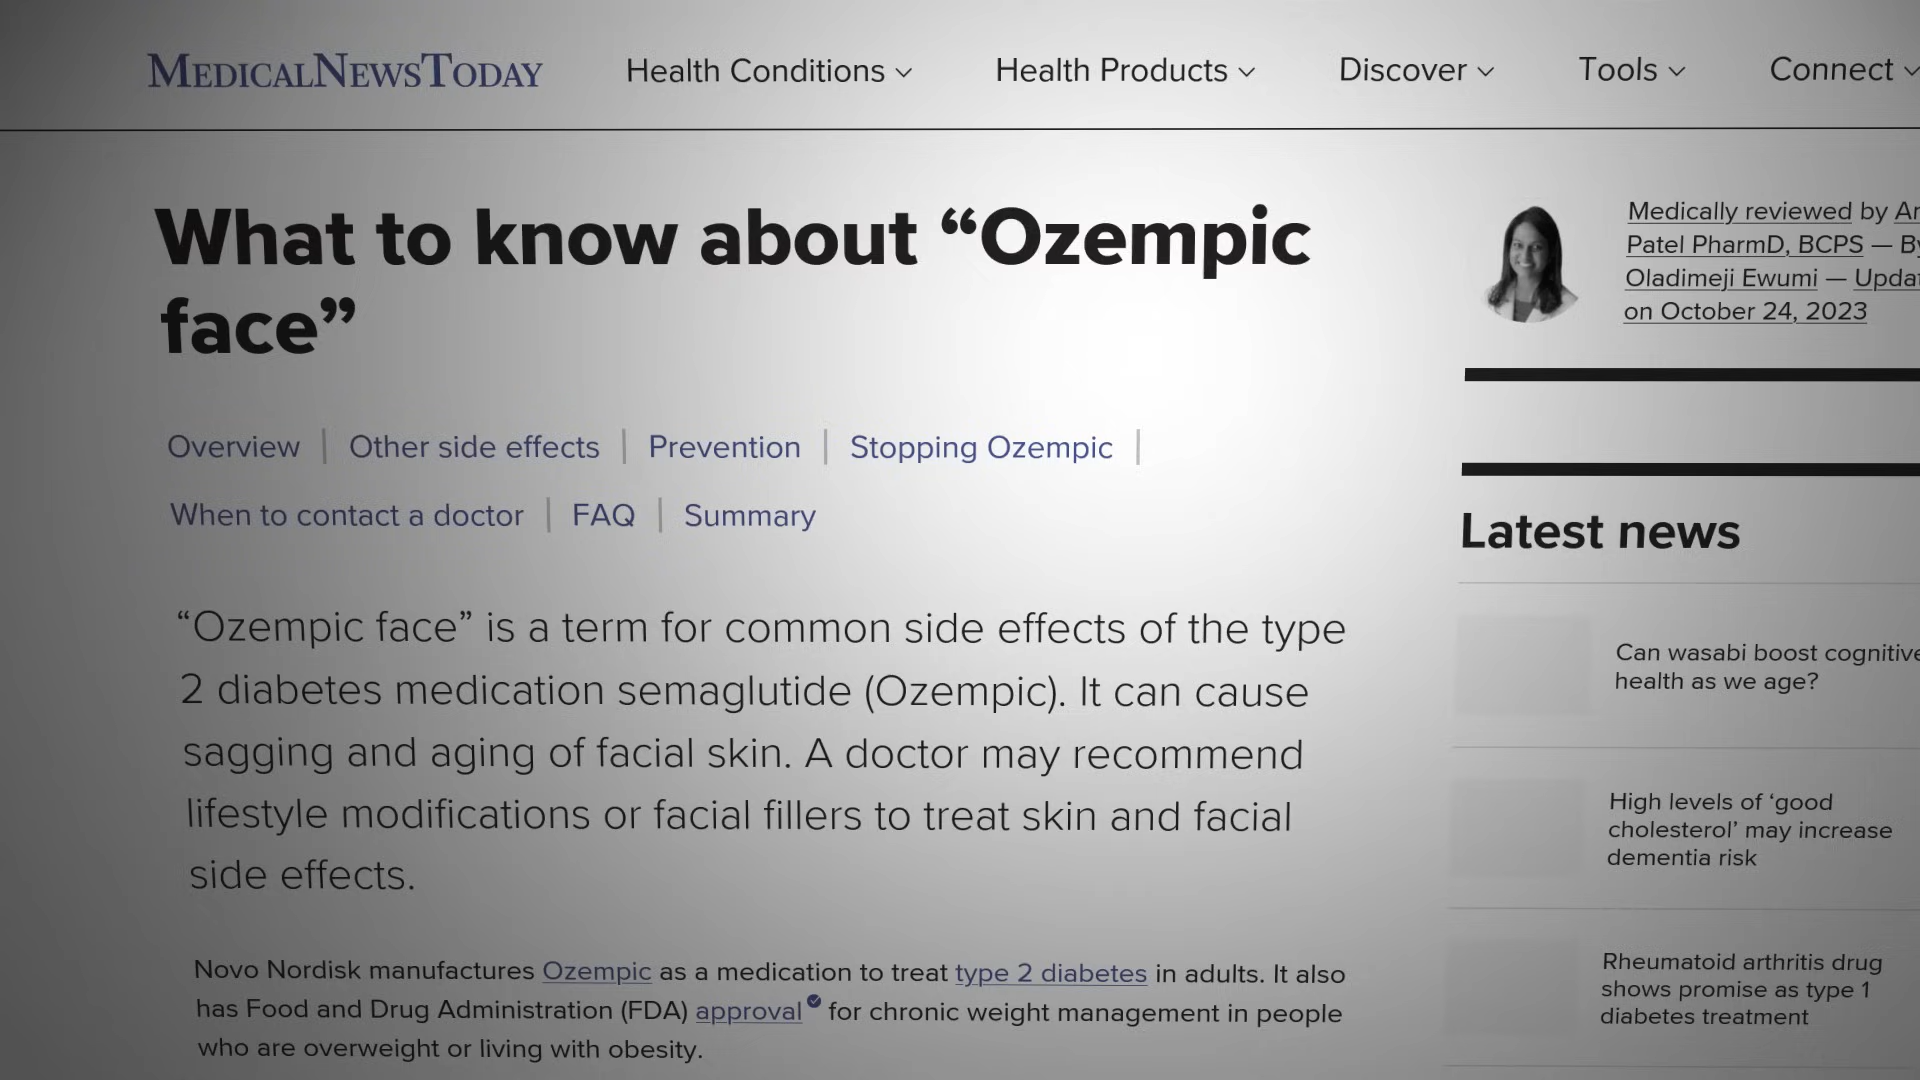 MEDICALNEWSTODAY Health Conditions Health Products Discover Tools Connect
What to know about “Ozempic
face”
Overview | Other side effects | Prevention | Stopping Ozempic |
When to contact a doctor | FAQ | Summary
“Ozempic face” is a term for common side effects of the type
2 diabetes medication semaglutide (Ozempic). It can cause
sagging and aging of facial skin. A doctor may recommend
lifestyle modifications or facial fillers to treat skin and facial
side effects.
Novo Nordisk manufactures Ozempic as a medication to treat type 2 diabetes in adults. It also
has Food and Drug Administration (FDA) approval for chronic weight management in people
who are overweight or living with obesity.
Medically reviewed by
Patel PharmD, BCPS —
Oladimeji Ewumi —
on October 24, 2023
Latest news
Can wasabi boost cognitive
health as we age?
High levels of ‘good
cholesterol’ may increase
dementia risk
Rheumatoid arthritis drug
shows promise as type 1
diabetes treatment